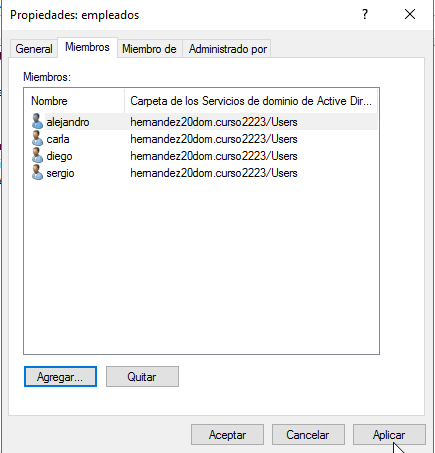 Propiedades: empleados
General Miembros Miembro de Administrado por
Miembros:
Nombre Carpeta de los Servicios de dominio de Active Dir...
alejandro hernandez20dom.curso2223/Users
carla hernandez20dom.curso2223/Users
diego hernandez20dom.curso2223/Users
sergio hernandez20dom.curso2223/Users
Agregar... Quitar
Aceptar Cancelar Aplicar